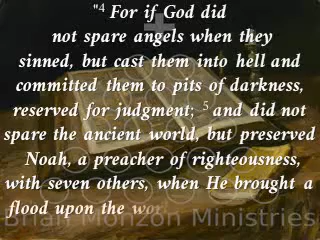 "4 For if God did
not spare angels when they
sinned, but cast them into hell and
committed them to pits of darkness,
reserved for judgment; 5 and did not
spare the ancient world, but preserved
Noah, a preacher of righteousness,
with seven others, when He brought a
flood upon the wor
Brian Monzon Ministries